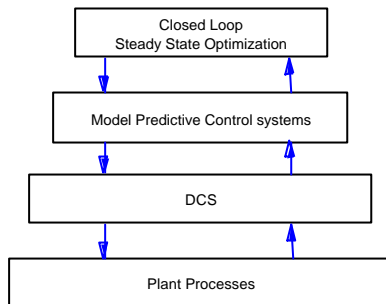 Closed Loop
Steady State Optimization
Model Predictive Control systems
DCS
Plant Processes